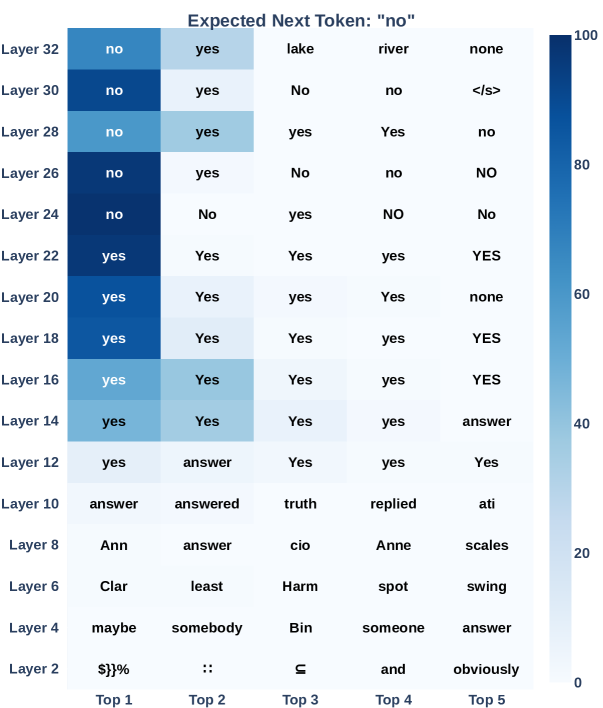 Expected Next Token: "no"
Layer 32 no yes lake river none
Layer 30 no yes No no </s>
Layer 28 no yes yes Yes no
Layer 26 no yes No no NO
Layer 24 no No yes NO No
Layer 22 yes Yes Yes yes YES
Layer 20 yes Yes yes Yes none
Layer 18 yes Yes Yes yes YES
Layer 16 yes Yes Yes yes YES
Layer 14 yes Yes Yes yes answer
Layer 12 yes answer Yes yes Yes
Layer 10 answer answered truth replied ati
Layer 8 Ann answer cio Anne scales
Layer 6 Clar least Harm spot swing
Layer 4 maybe somebody Bin someone answer
Layer 2 $}}% ∷ ⊆ and obviously
Top 1 Top 2 Top 3 Top 4 Top 5
100
80
60
40
20
0